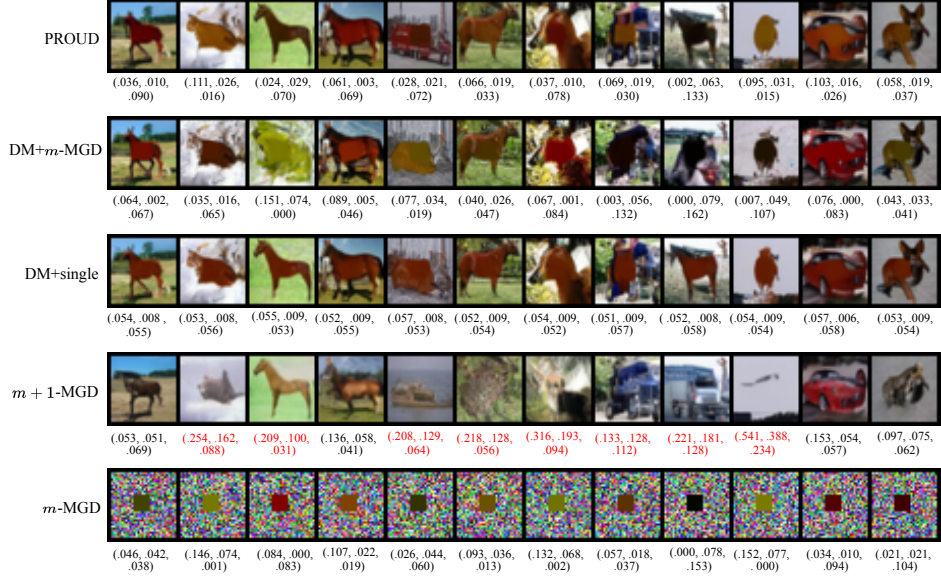 PROUD
(.036, .010, (.111, .026, (.024, .029, (.061, .003, (.028, .021, (.066, .019, (.037, .010, (.069, .019, (.002, .063, (.095, .031, (.103, .016, (.058, .019,
.090) .016) .070) .069) .072) .033) .078) .030) .133) .015) .026) .037)
DM+m-MGD
(.064, .002, (.035, .016, (.151, .074, (.089, .005, (.077, .034, (.040, .026, (.067, .001, (.003, .056, (.000, .079, (.007, .049, (.076, .000, (.043, .033,
.067) .065) .000) .046) .019) .047) .084) .132) .162) .107) .083) .041)
DM+single
(.054, .008 (.053, .008, (.055, .009, (.052, .009, (.057, .008, (.052, .009, (.054, .009, (.051, .009, (.052, .008, (.054, .009, (.057, .006, (.053, .009,
, .055) .056) .053) .055) .053) .054) .052) .057) .058) .054) .058) .054)
m + 1-MGD
(.053, .051, (.254, .162, (.209, .100, (.136, .058, (.208, .129, (.218, .128, (.316, .193, (.133, .128, (.221, .181, (.541, .388, (.153, .054, (.097, .075,
.069) .088) .031) .041) .064) .056) .094) .112) .128) .234) .057) .062)
m-MGD
(.046, .042, (.146, .074, (.084, .000, (.107, .022, (.026, .044, (.093, .036, (.132, .068, (.057, .018, (.000, .078, (.152, .077, (.034, .010, (.021, .021,
.038) .001) .083) .019) .060) .013) .002) .037) .153) .000) .094) .104)